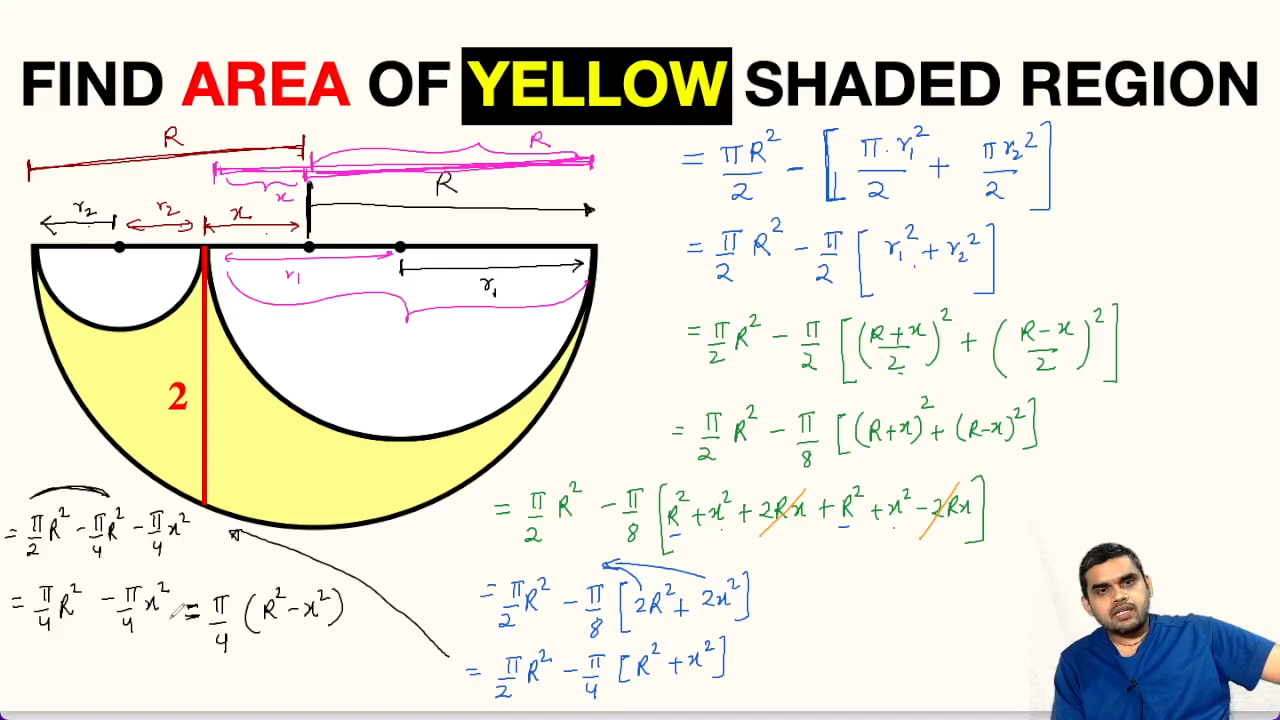 FIND AREA OF YELLOW SHADED REGION
R
R
x
R
r₂
r₂
x
r₁
r₁
2
= πR²/2 - [π·r₁²/2 + πr₂²/2]
= π/2 R² - π/2 [r₁² + r₂²]
= π/2 R² - π/2 [((R+x)/2)² + ((R-x)/2)²]
= π/2 R² - π/8 [(R+x)² + (R-x)²]
= π/2 R² - π/8 [R² + x² + 2Rx + R² + x² - 2Rx]
= π/2 R² - π/8 [2R² + 2x²]
= π/2 R² - π/4 [R² + x²]
= π/2 R² - π/4 R² - π/4 x²
= π/4 R² - π/4 x² = π/4 (R² - x²)